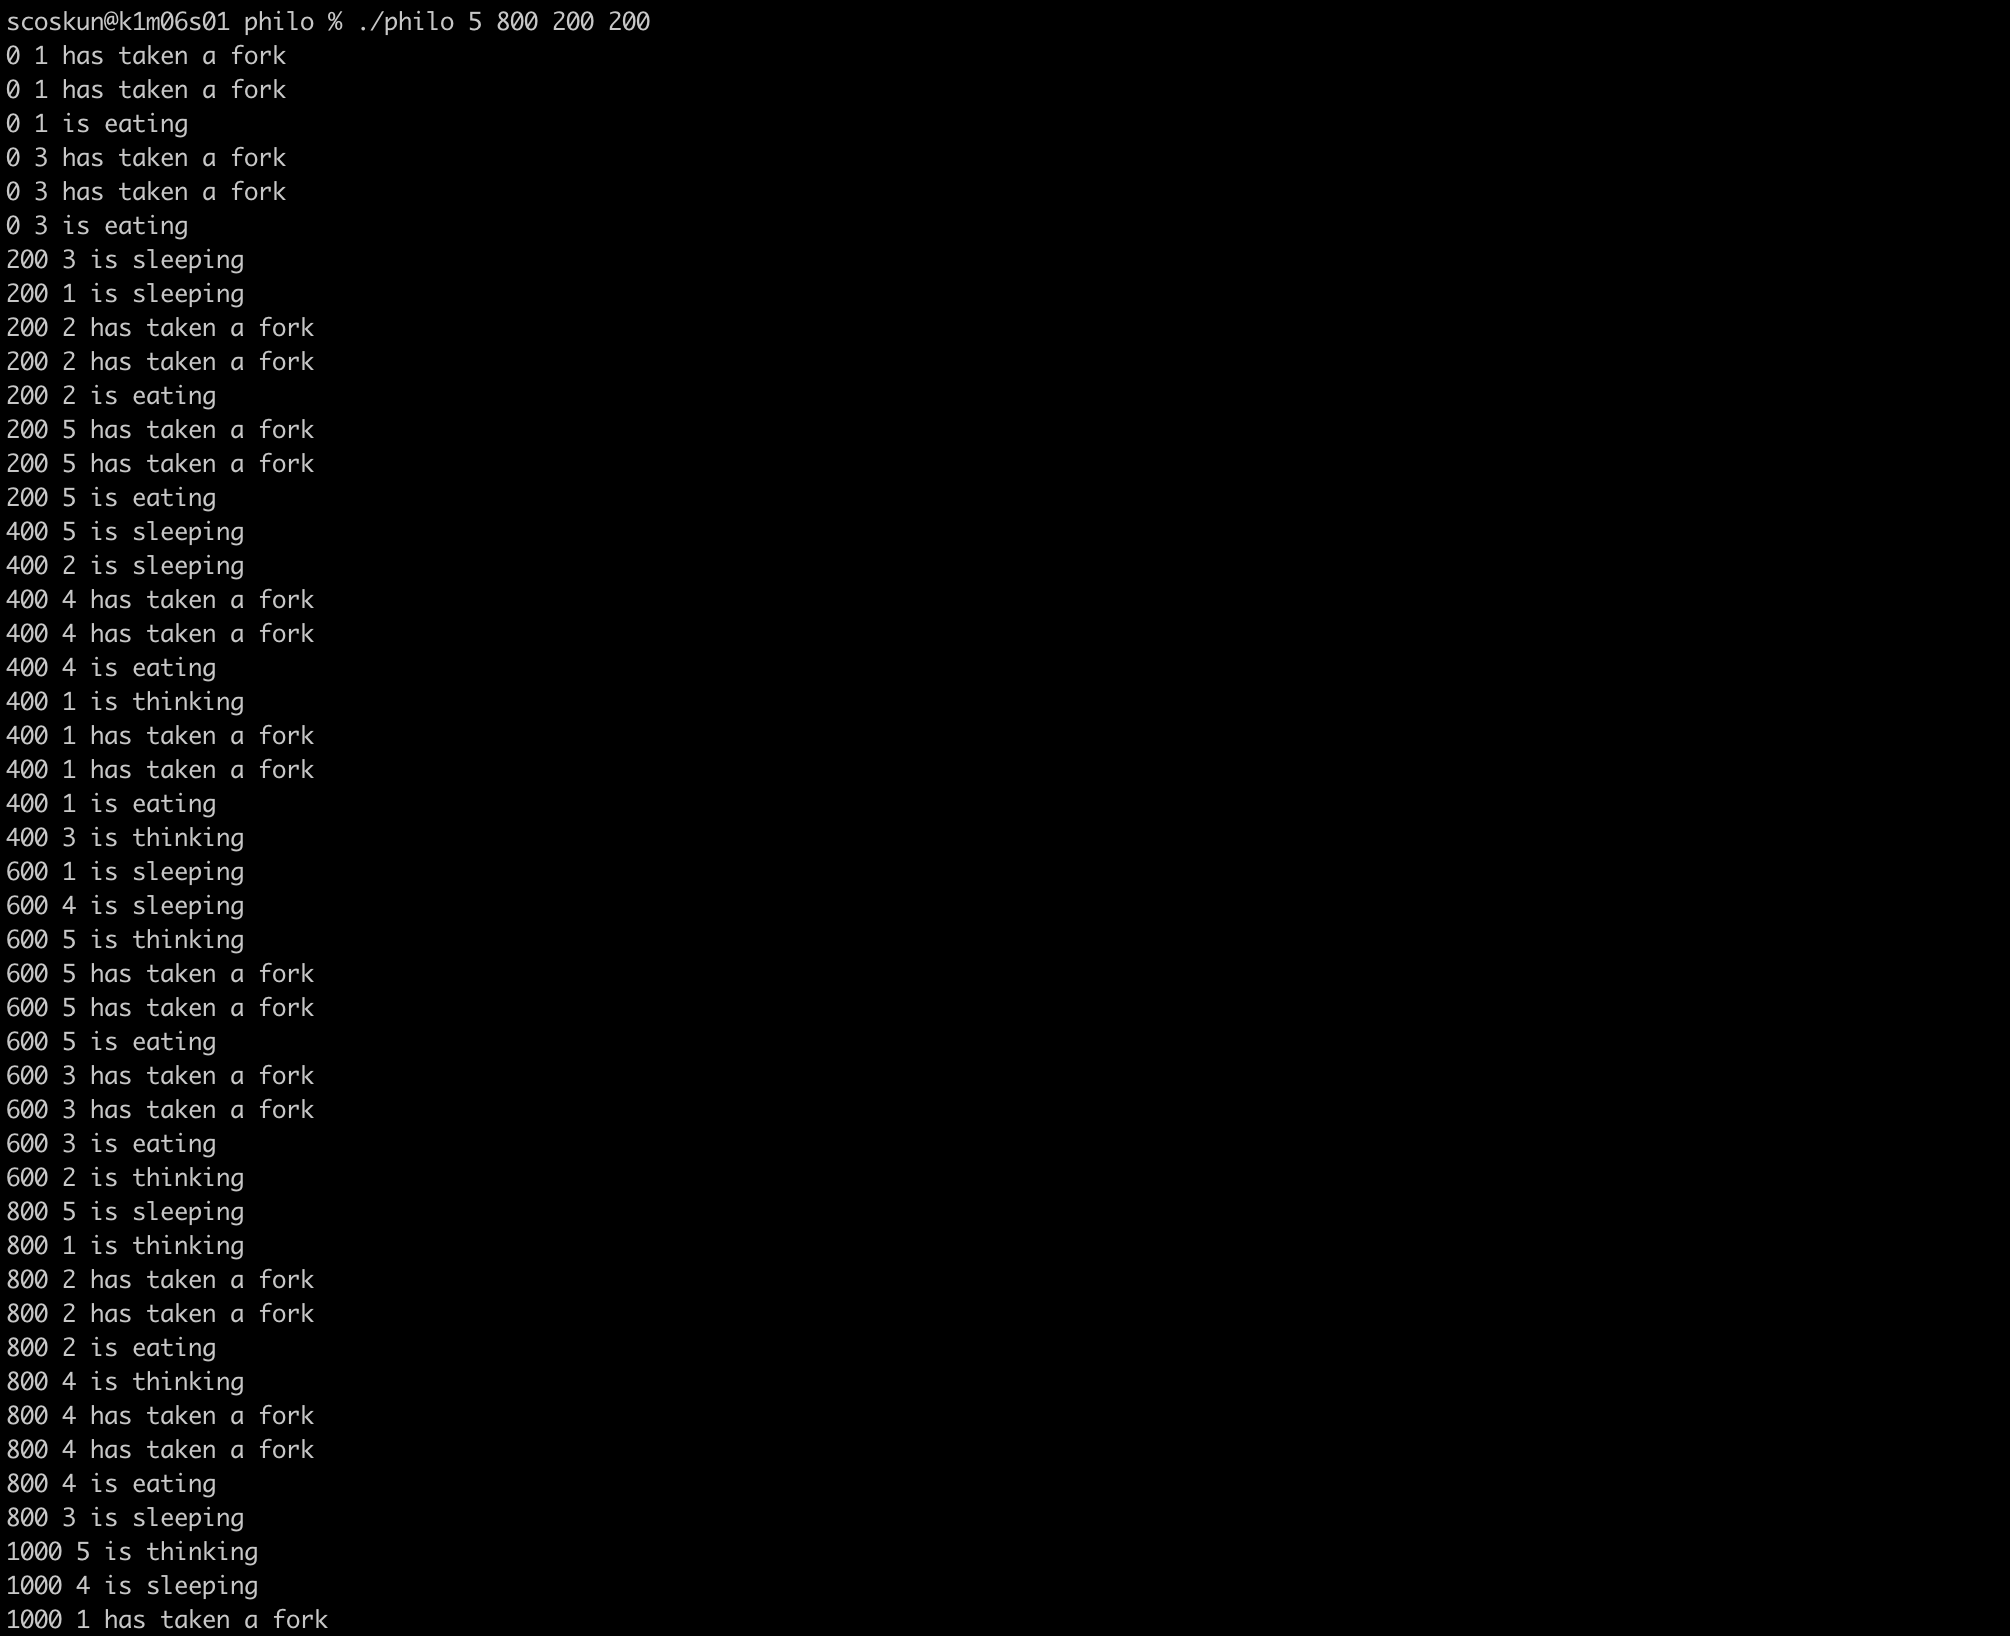 scoskun@k1m06s01 philo % ./philo 5 800 200 200
0 1 has taken a fork
0 1 has taken a fork
0 1 is eating
0 3 has taken a fork
0 3 has taken a fork
0 3 is eating
200 3 is sleeping
200 1 is sleeping
200 2 has taken a fork
200 2 has taken a fork
200 2 is eating
200 5 has taken a fork
200 5 has taken a fork
200 5 is eating
400 5 is sleeping
400 2 is sleeping
400 4 has taken a fork
400 4 has taken a fork
400 4 is eating
400 1 is thinking
400 1 has taken a fork
400 1 has taken a fork
400 1 is eating
400 3 is thinking
600 1 is sleeping
600 4 is sleeping
600 5 is thinking
600 5 has taken a fork
600 5 has taken a fork
600 5 is eating
600 3 has taken a fork
600 3 has taken a fork
600 3 is eating
600 2 is thinking
800 5 is sleeping
800 1 is thinking
800 2 has taken a fork
800 2 has taken a fork
800 2 is eating
800 4 is thinking
800 4 has taken a fork
800 4 has taken a fork
800 4 is eating
800 3 is sleeping
1000 5 is thinking
1000 4 is sleeping
1000 1 has taken a fork